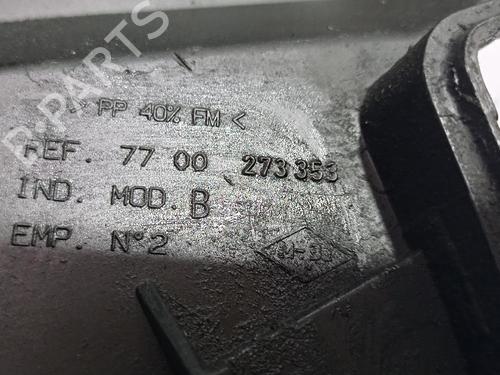 B-PARTS
PP 40% FM <
REF. 77 00 273 353
IND. MOD. B
EMP. N°2